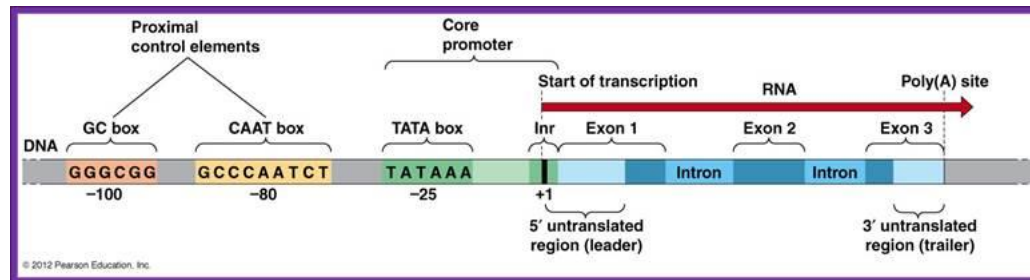 Proximal
control elements
Core
promoter
Start of transcription
RNA
Poly(A) site
DNA
GC box
CAAT box
TATA box
Inr
Exon 1
Exon 2
Exon 3
GGGCGG
GCCCAATCT
TATAAA
Intron
Intron
−100
−80
−25
+1
5′ untranslated
region (leader)
3′ untranslated
region (trailer)
© 2012 Pearson Education, Inc.